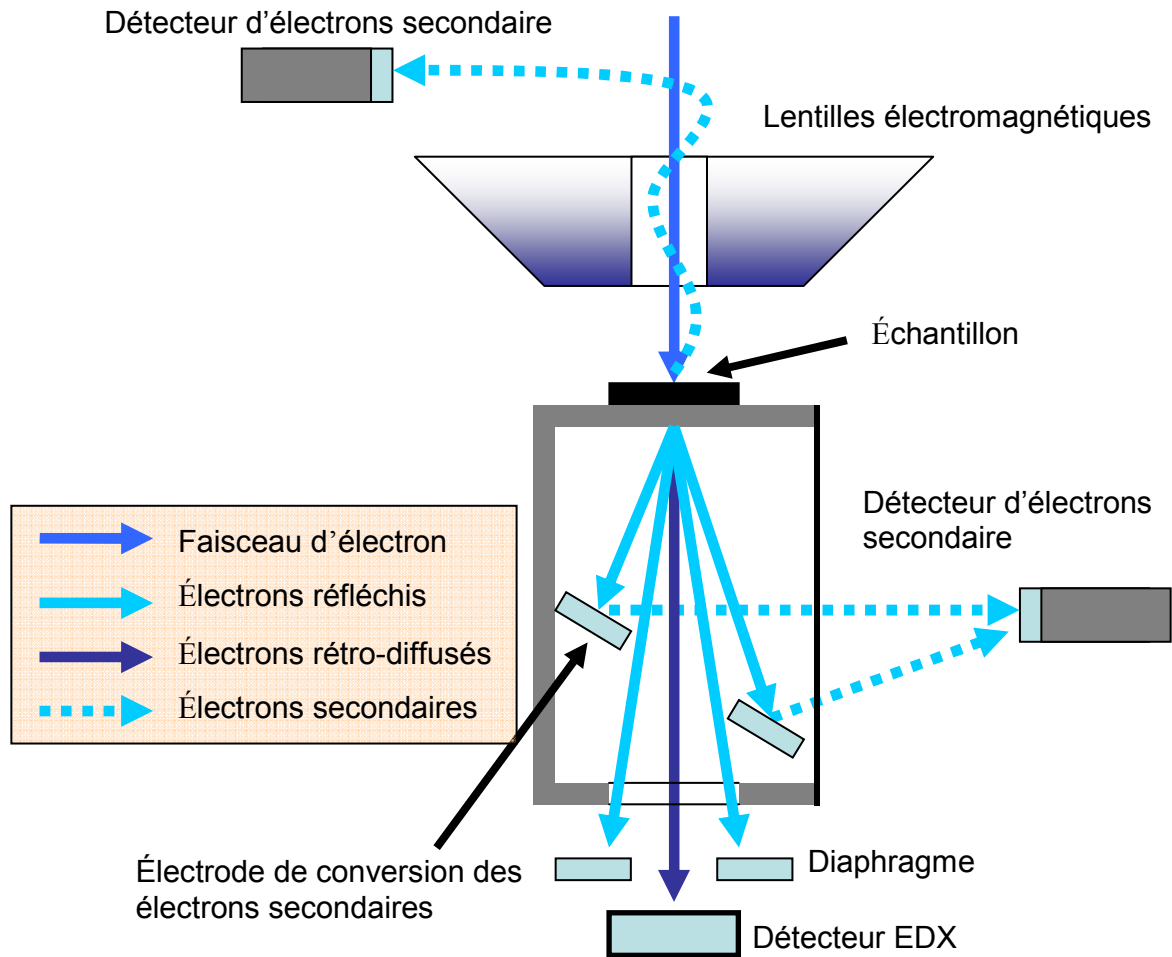 Détecteur d'électrons secondaire
Lentilles électromagnétiques
Échantillon
Détecteur d'électrons
secondaire
Faisceau d'électron
Électrons réfléchis
Électrons rétro-diffusés
Électrons secondaires
Électrode de conversion des
électrons secondaires
Diaphragme
Détecteur EDX